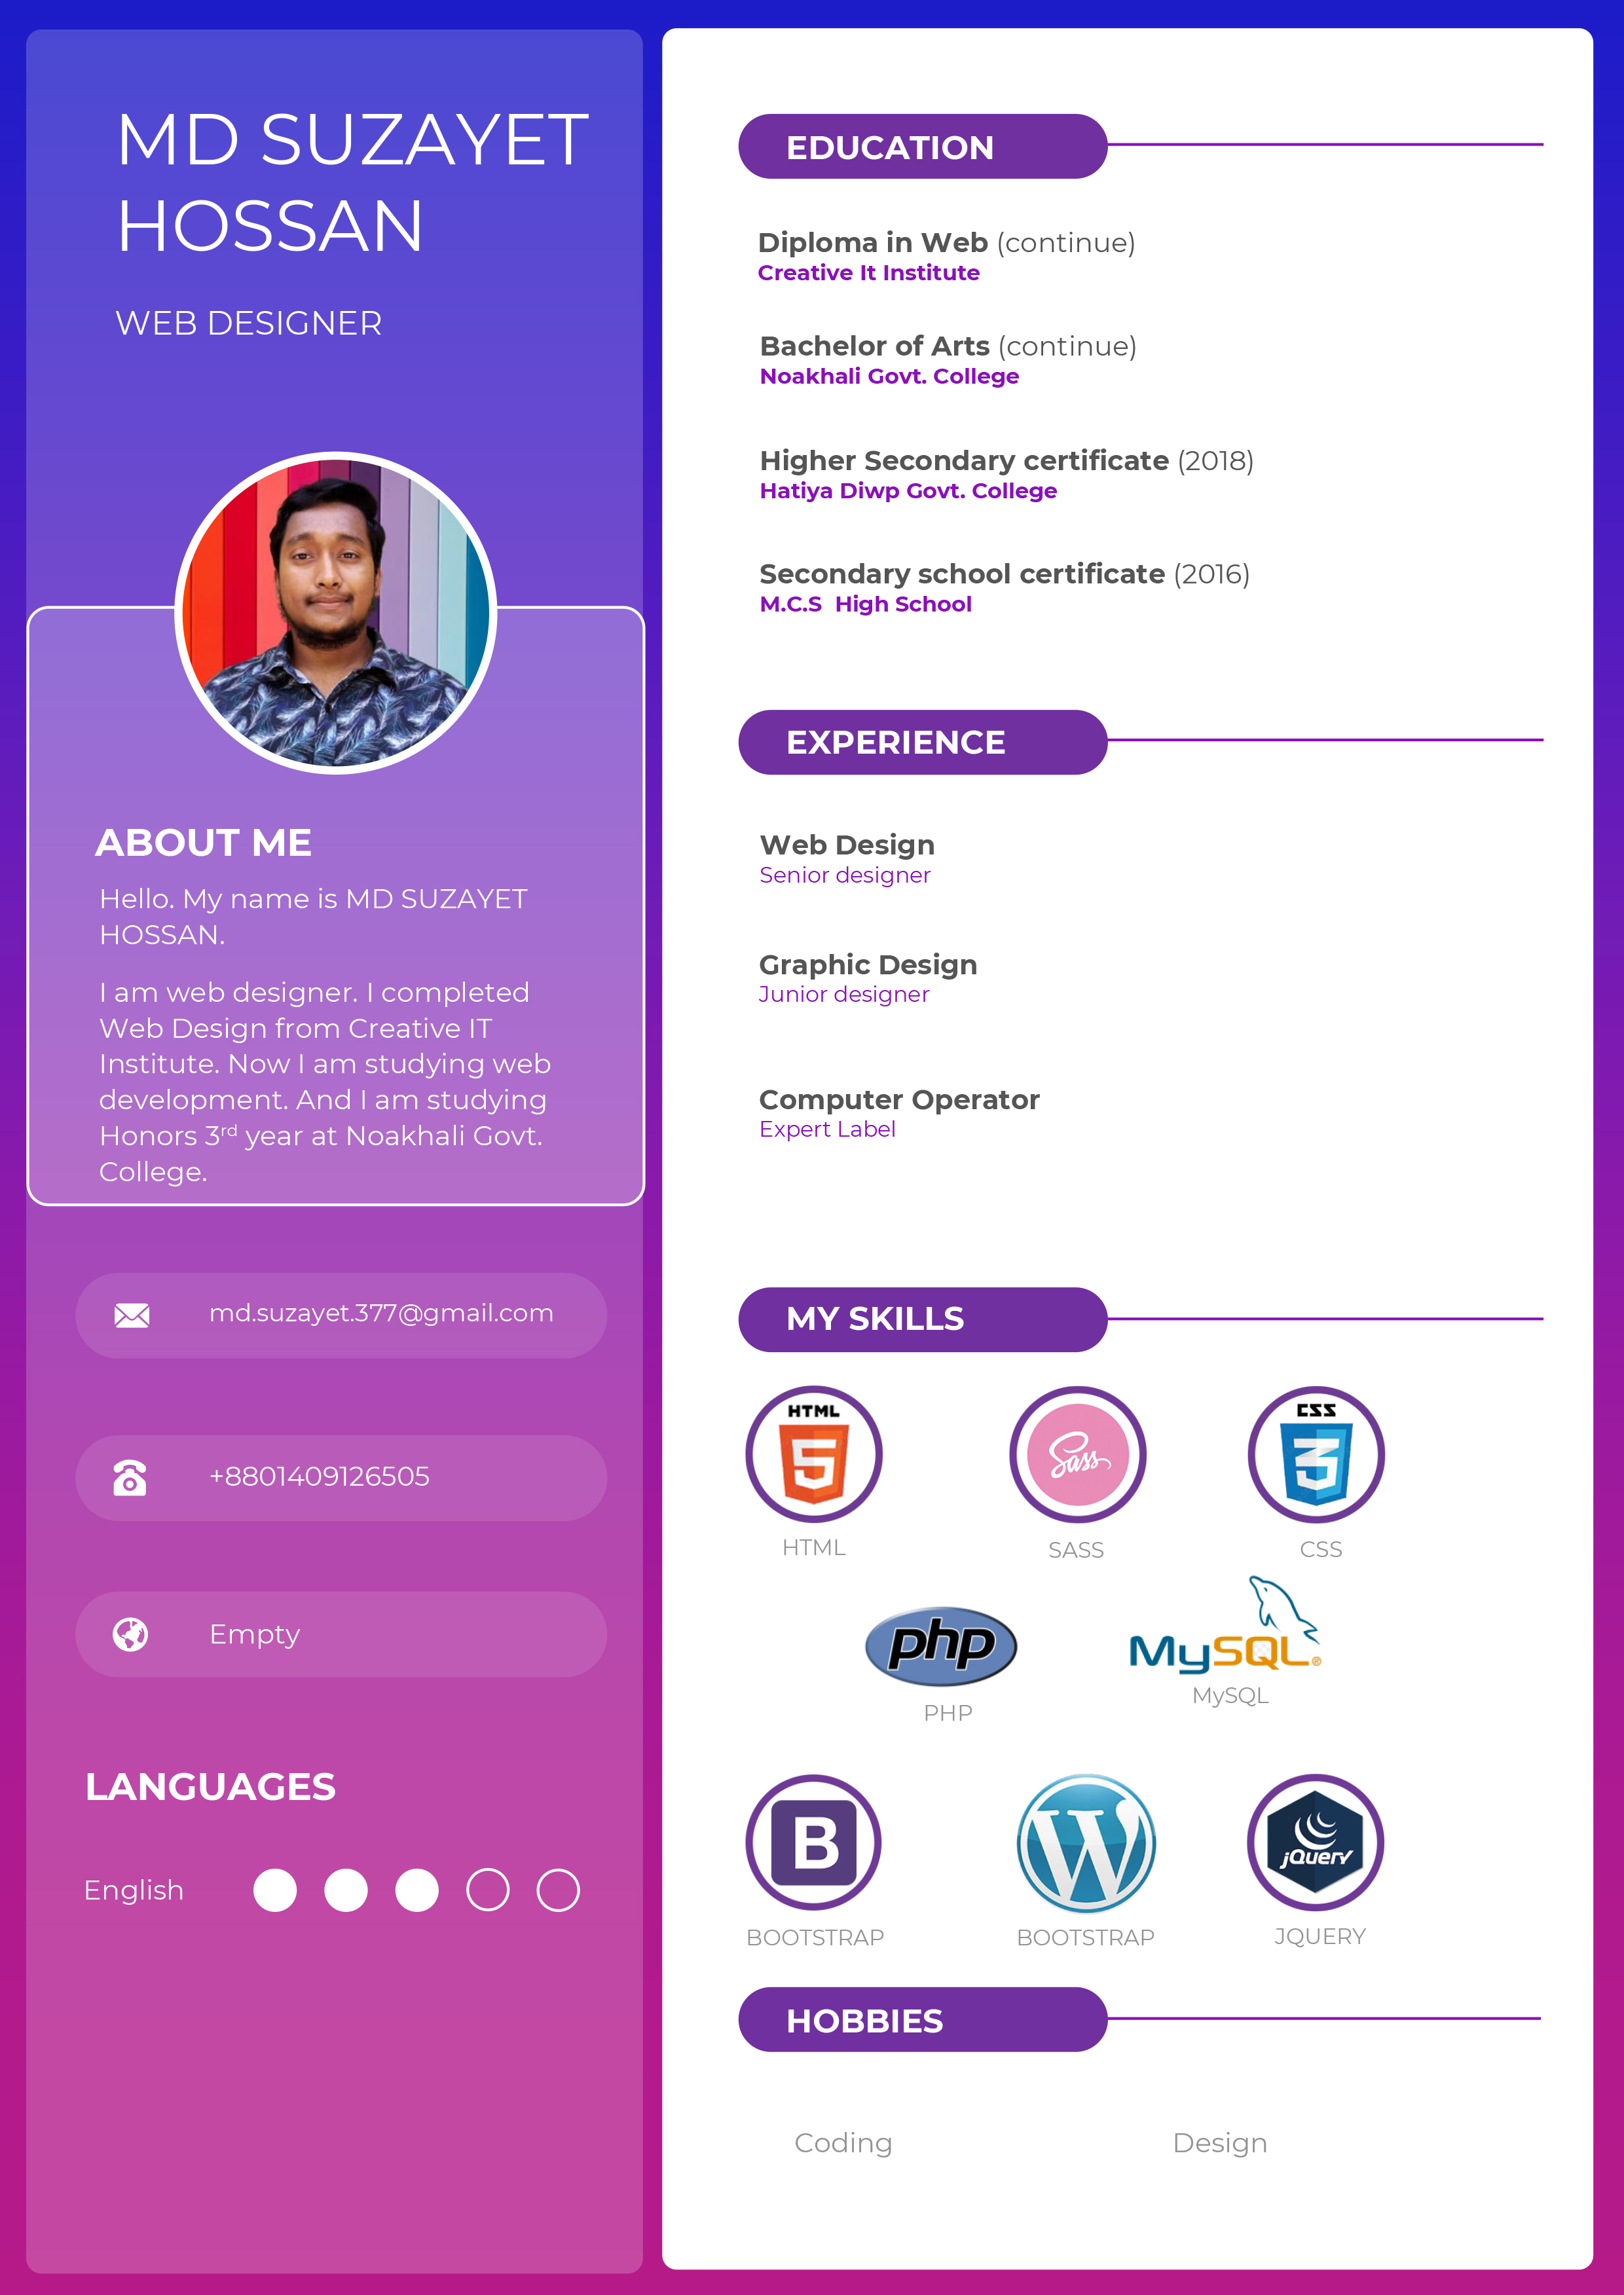 MD SUZAYET
HOSSAN
WEB DESIGNER
ABOUT ME
Hello. My name is MD SUZAYET
HOSSAN.
I am web designer. I completed
Web Design from Creative IT
Institute. Now I am studying web
development. And I am studying
Honors 3rd year at Noakhali Govt.
College.
md.suzayet.377@gmail.com
+8801409126505
Empty
LANGUAGES
English
EDUCATION
Diploma in Web (continue)
Creative It Institute
Bachelor of Arts (continue)
Noakhali Govt. College
Higher Secondary certificate (2018)
Hatiya Diwp Govt. College
Secondary school certificate (2016)
M.C.S  High School
EXPERIENCE
Web Design
Senior designer
Graphic Design
Junior designer
Computer Operator
Expert Label
MY SKILLS
HTML
5
Sass
CSS
3
HTML
SASS
CSS
php
MySQL®
PHP
MySQL
B
W
jQuery
BOOTSTRAP
BOOTSTRAP
JQUERY
HOBBIES
Coding
Design